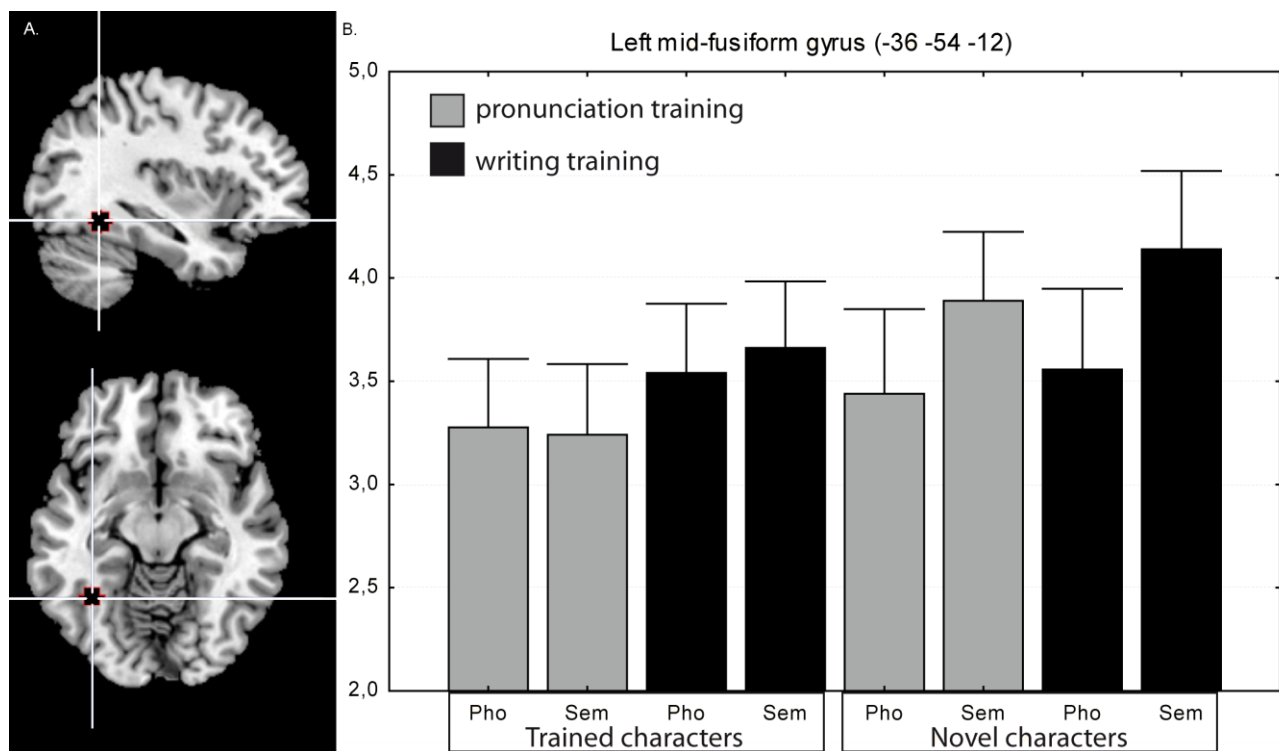 A.
B.
Left mid-fusiform gyrus (-36 -54 -12)
5,0
4,5
4,0
3,5
3,0
2,5
2,0
pronunciation training
writing training
Pho Sem Pho Sem Pho Sem Pho Sem
Trained characters Novel characters